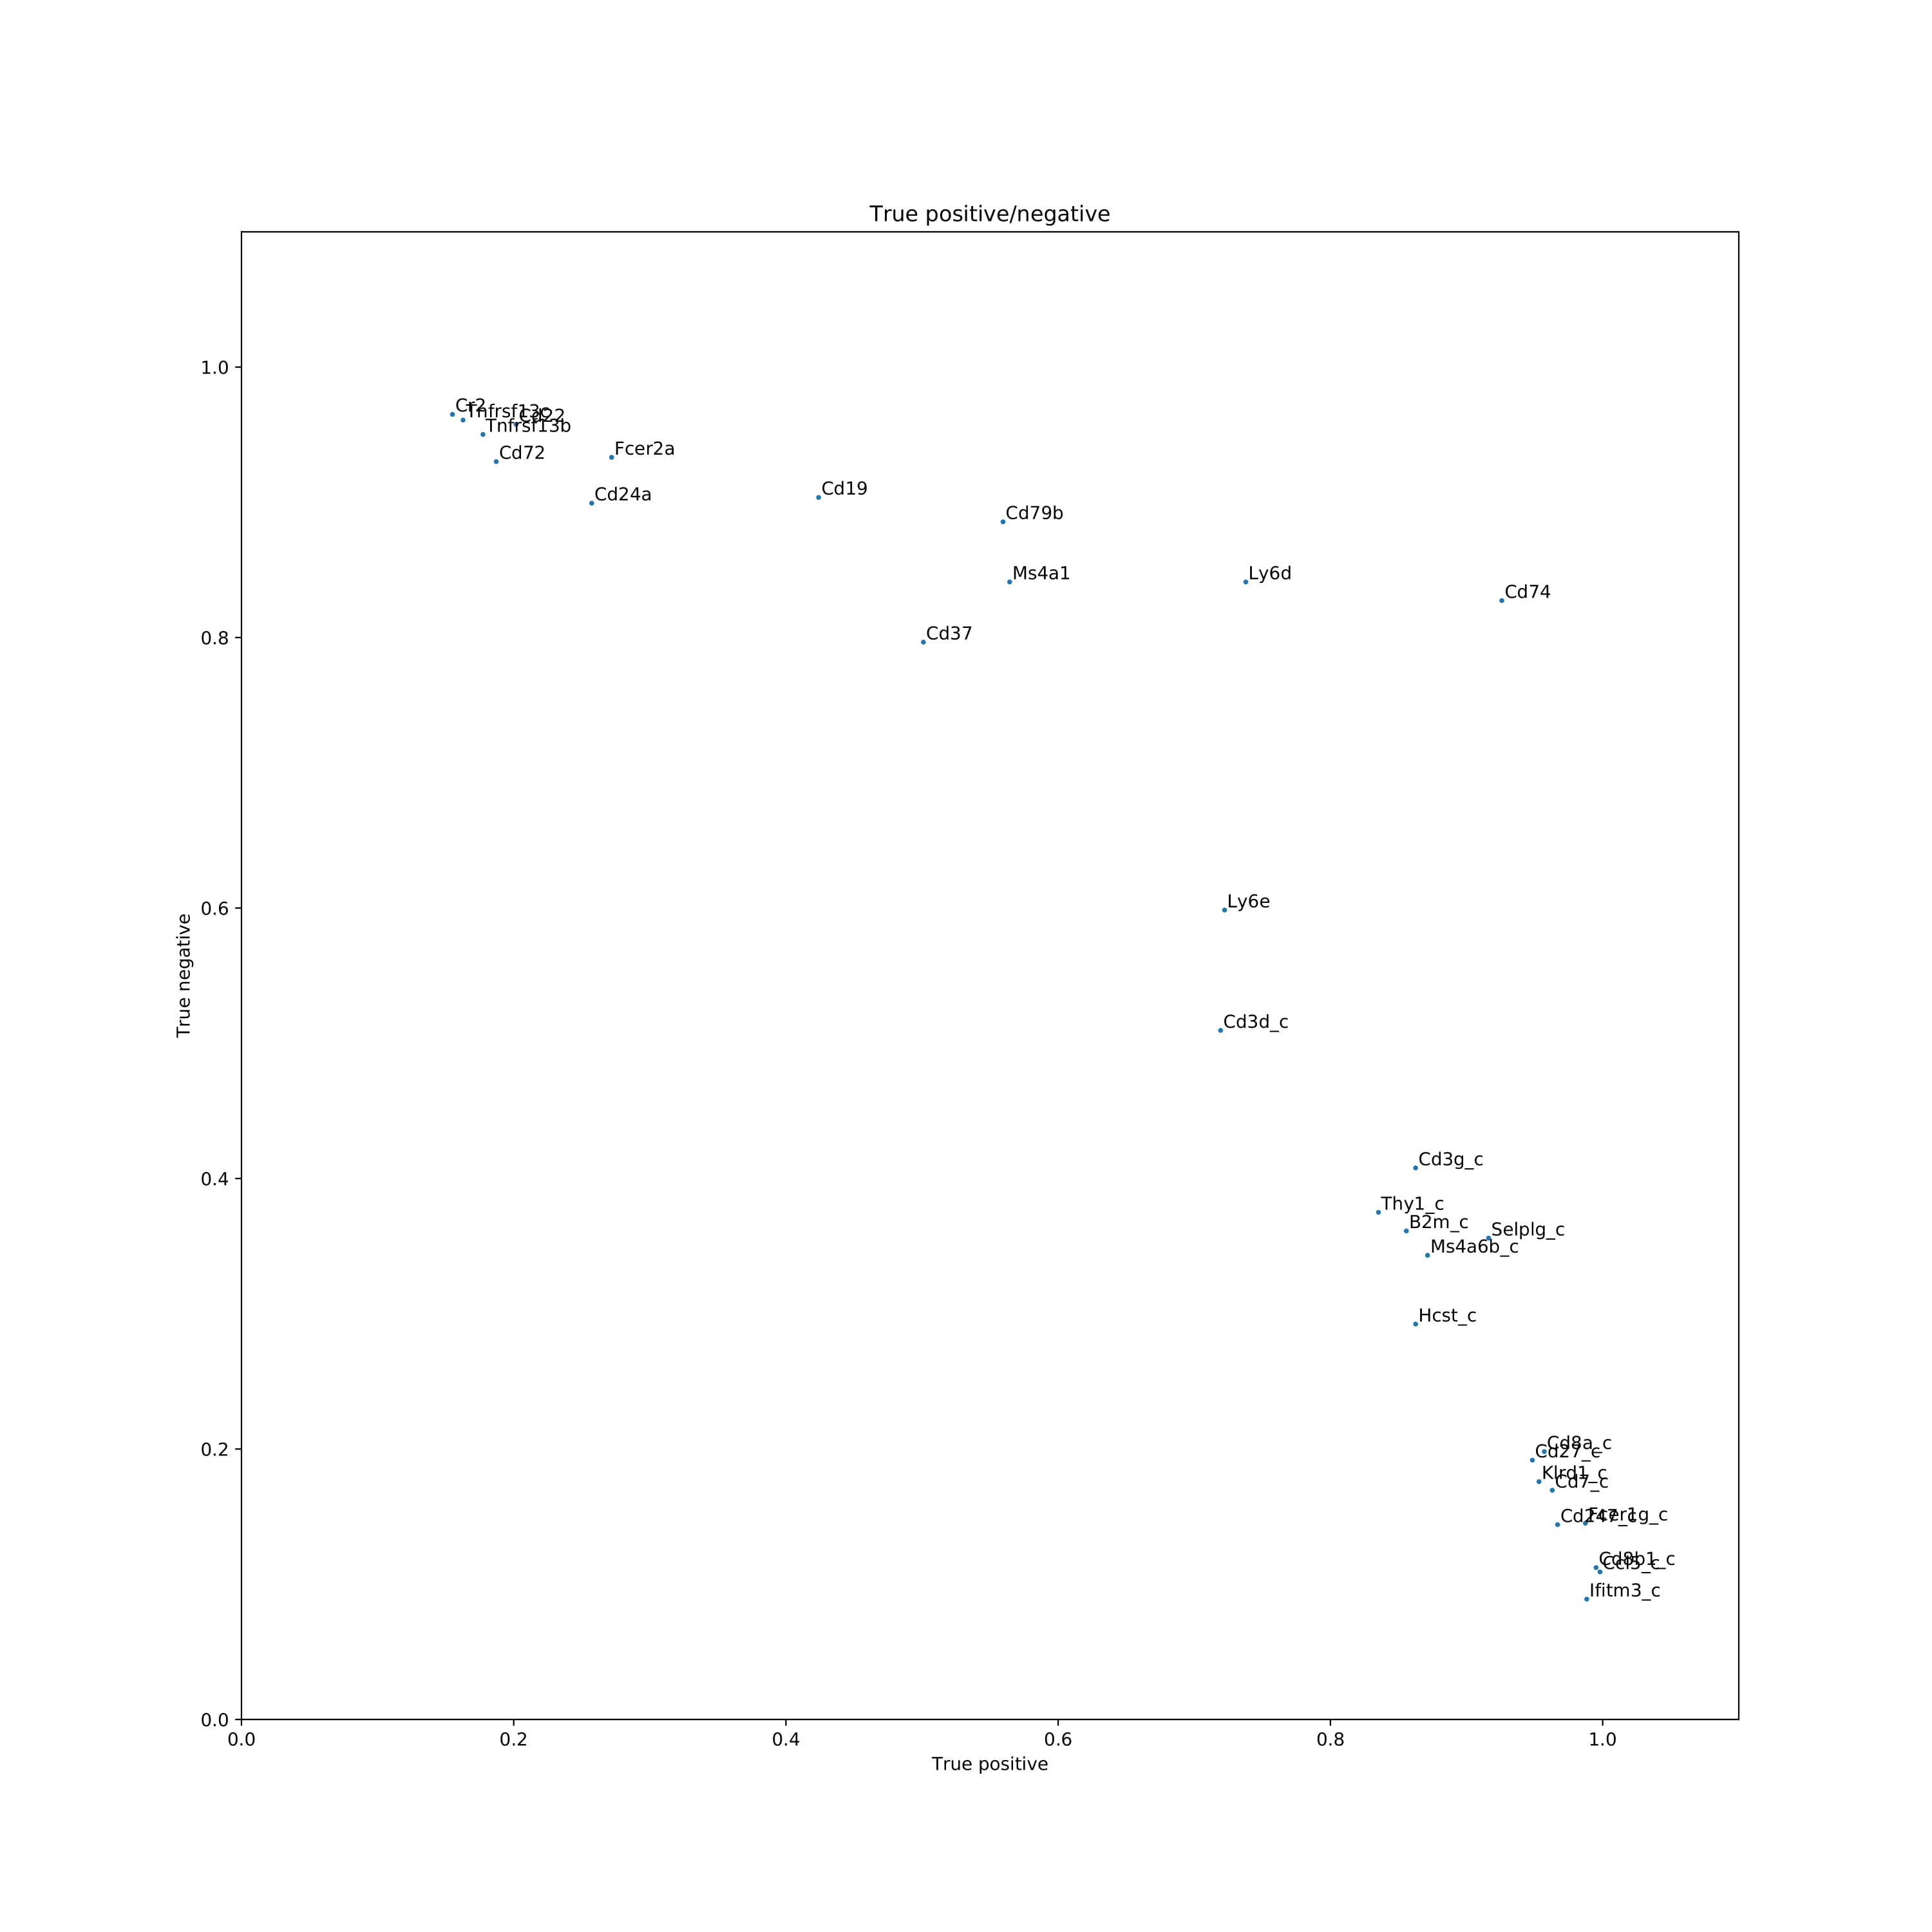 True positive/negative
1.0
Cr2
Tnfrsf13c
Cd22
Tnfrsf13b
Cd72
Fcer2a
Cd24a
Cd19
Cd79b
Ms4a1
Ly6d
Cd74
0.8
Cd37
Ly6e
0.6
Cd3d_c
True negative
Cd3g_c
0.4
Thy1_c
B2m_c
Selplg_c
Ms4a6b_c
Hcst_c
0.2
Cd8a_c
Cd27_c
Klrd1_c
Cd7_c
Cd247_c
Fcer1g_c
Cd8b1_c
Ccl5_c
Ifitm3_c
0.0
0.0 0.2 0.4 0.6 0.8 1.0
True positive